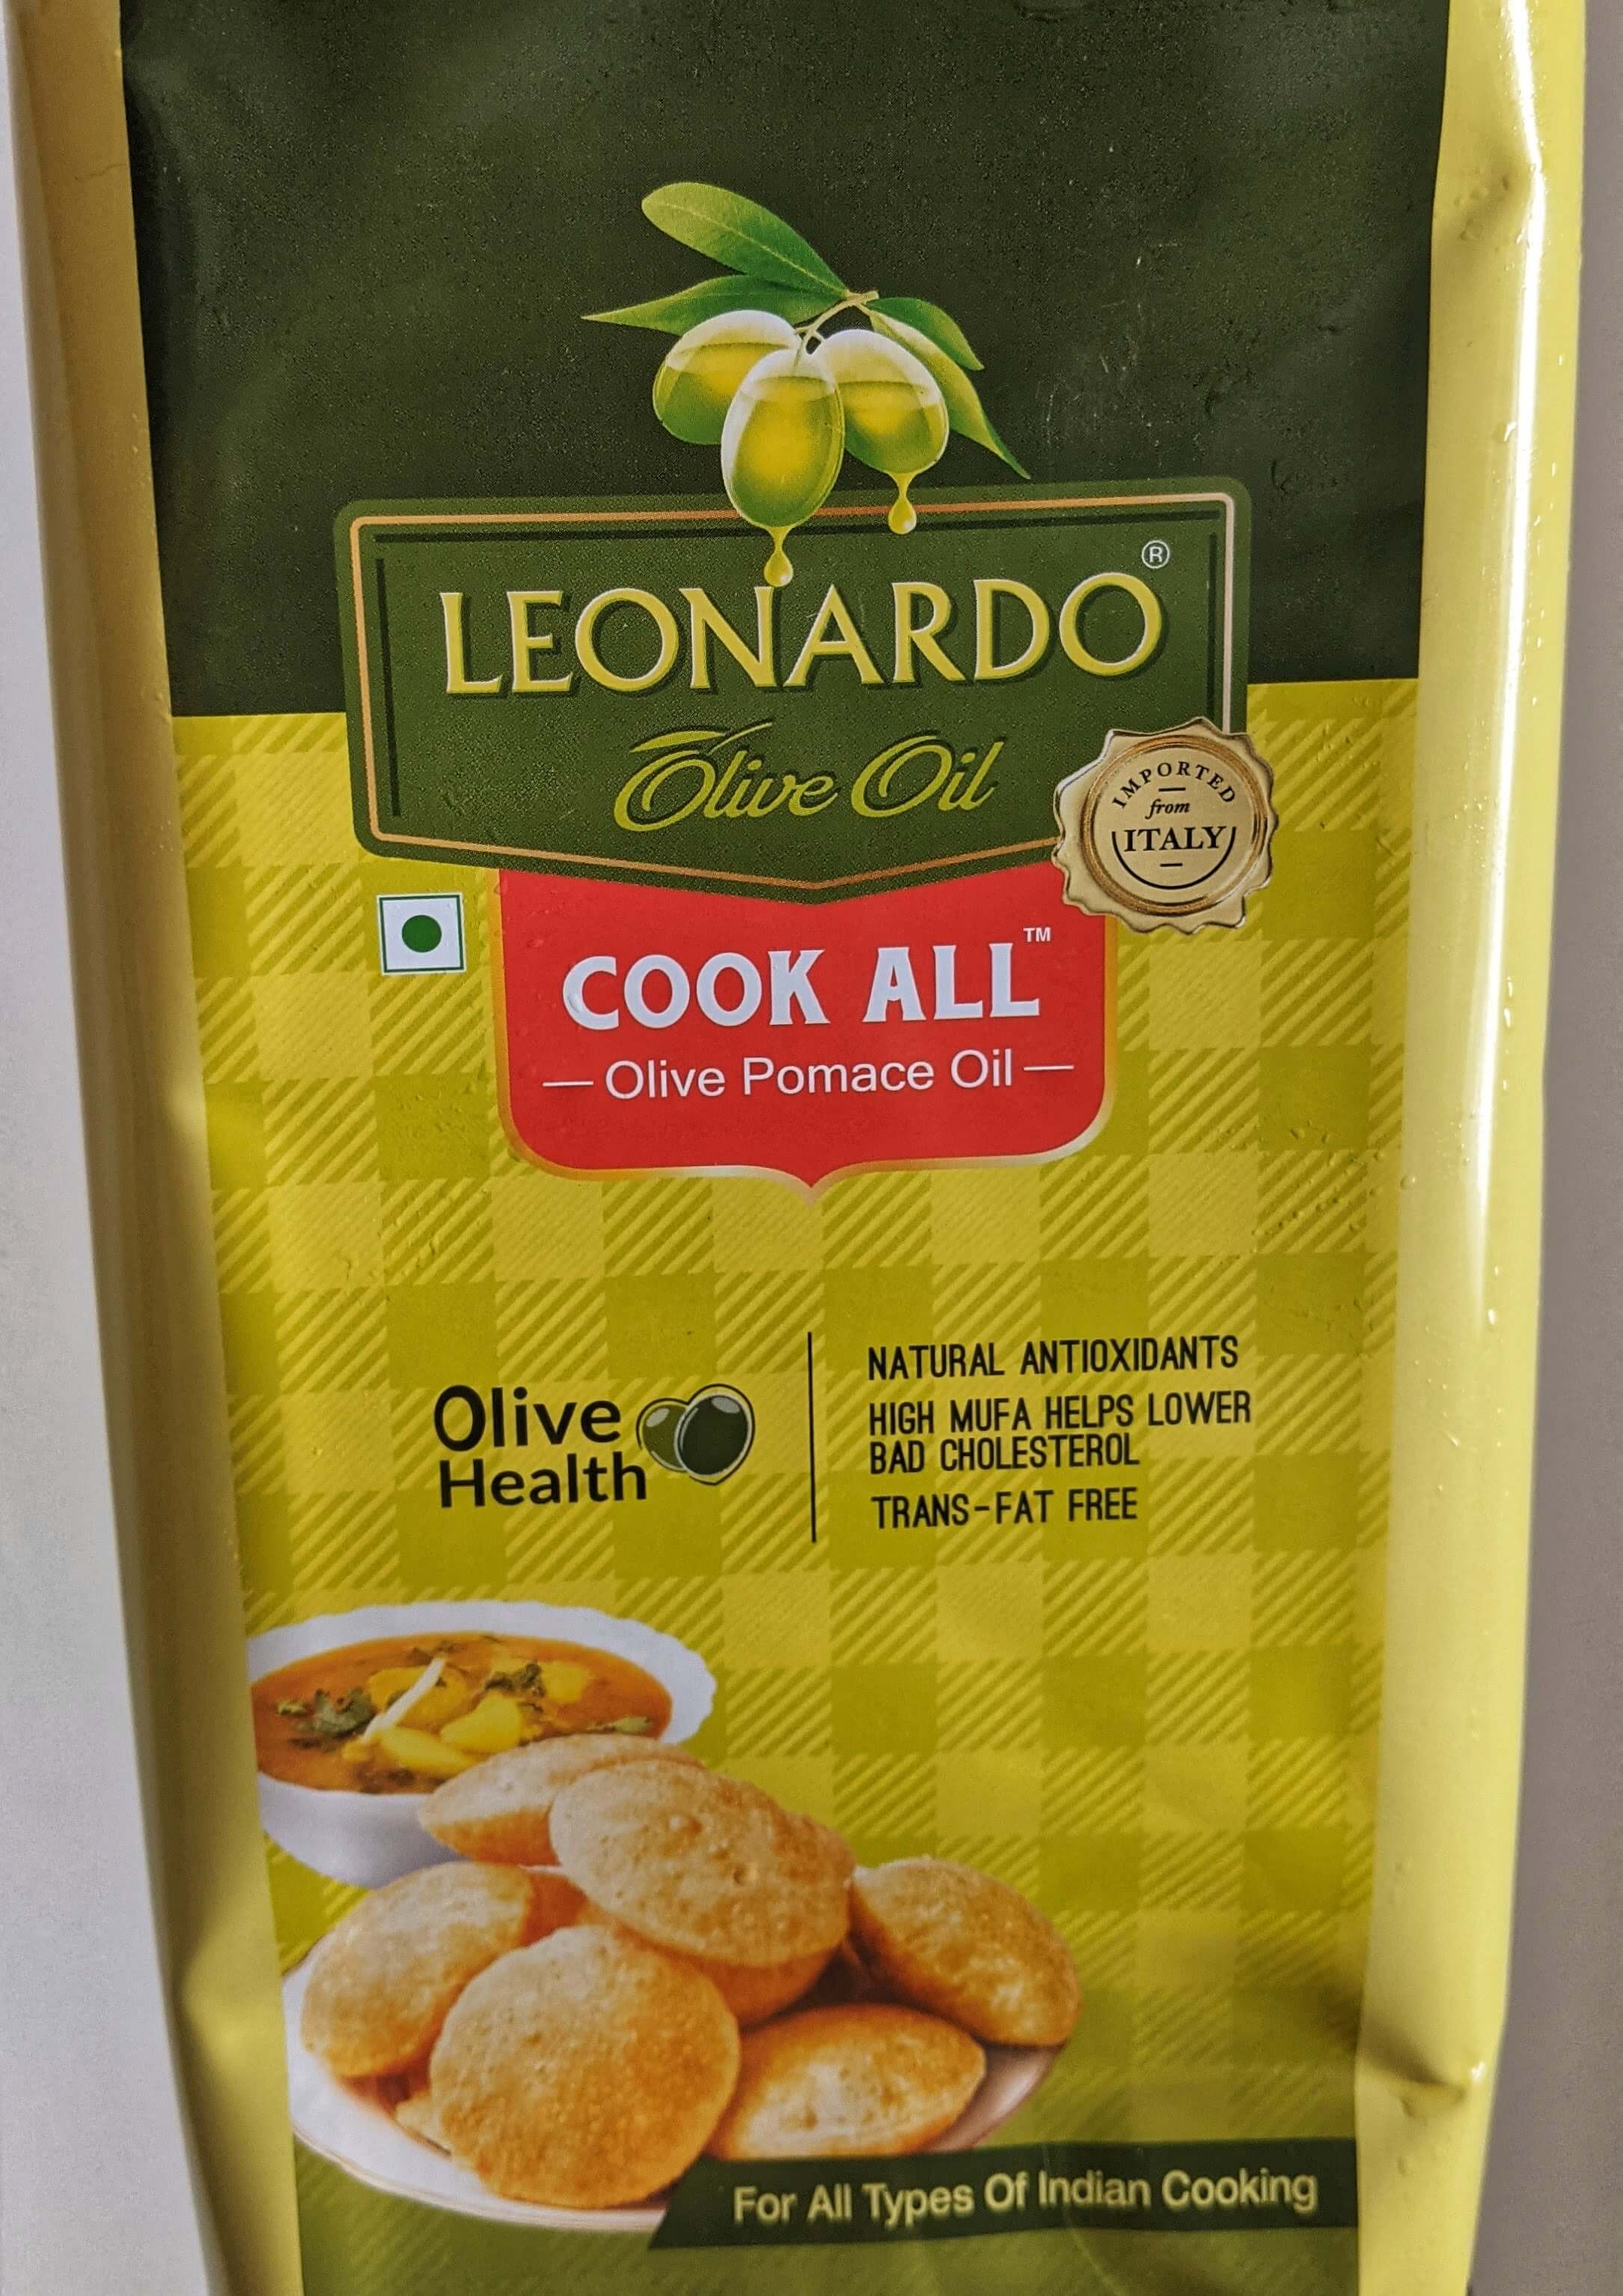 LEONARDO®
Olive Oil
IMPORTED
from
ITALY
COOK ALL™
Olive Pomace Oil
Olive
Health
NATURAL ANTIOXIDANTS
HIGH MUFA HELPS LOWER
BAD CHOLESTEROL
TRANS-FAT FREE
For All Types Of Indian Cooking